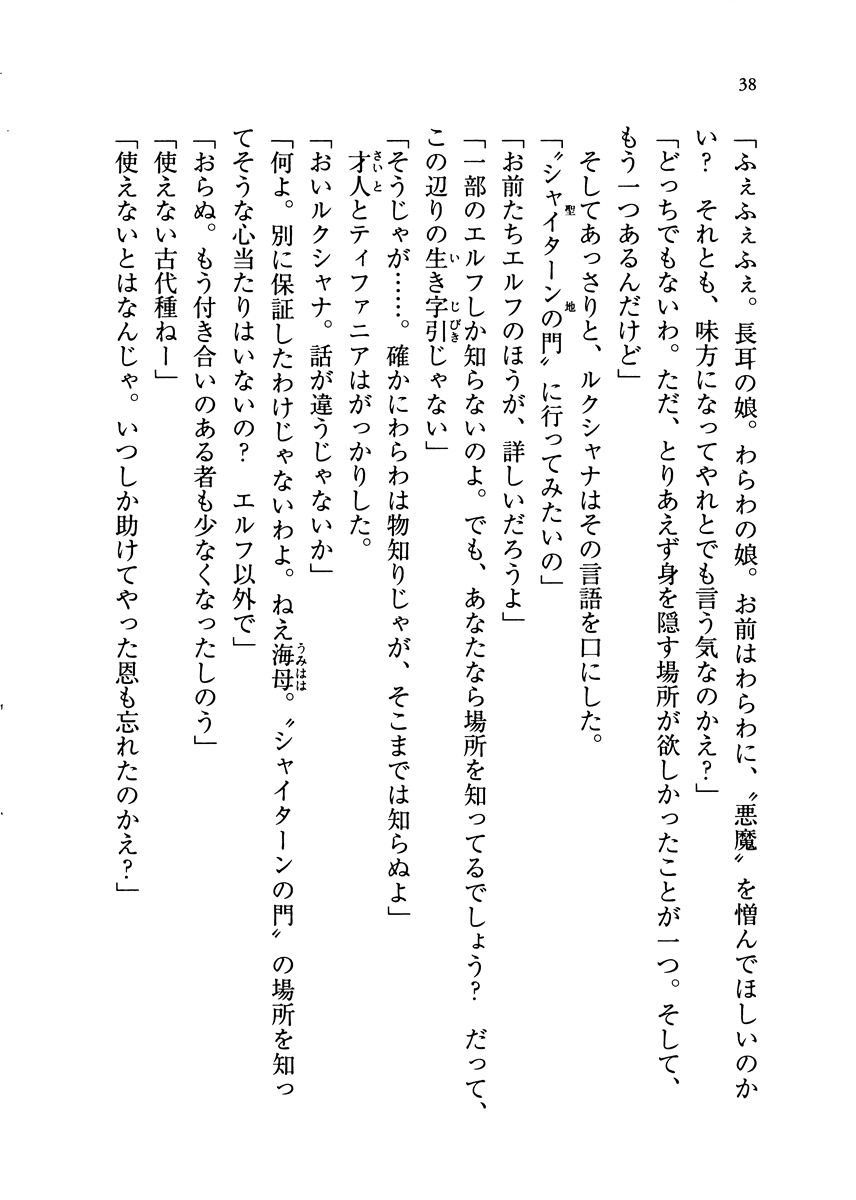 38
「ふぇふぇふぇ。長耳の娘。わらわの娘。お前はわらわに、〝悪魔〟を憎んでほしいのか
い？　それとも、味方になってやれとでも言う気なのかえ？」
「どっちでもないわ。ただ、とりあえず身を隠す場所が欲しかったことが一つ。そして、
もう一つあるんだけど」
　そしてあっさりと、ルクシャナはその言語を口にした。
「〝シャイターンの門〟に行ってみたいの」
聖地
「お前たちエルフのほうが、詳しいだろうよ」
「一部のエルフしか知らないのよ。でも、あなたなら場所を知ってるでしょう？　だって、
この辺りの生き字引じゃない」
い　じびき
「そうじゃが……。確かにわらわは物知りじゃが、そこまでは知らぬよ」
　才人とティファニアはがっかりした。
さいと
「おいルクシャナ。話が違うじゃないか」
「何よ。別に保証したわけじゃないわよ。ねえ海母。〝シャイターンの門〟の場所を知っ
うみはは
てそうな心当たりはいないの？　エルフ以外で」
「おらぬ。もう付き合いのある者も少なくなったしのう」
「使えない古代種ねー」
「使えないとはなんじゃ。いつしか助けてやった恩も忘れたのかえ？」